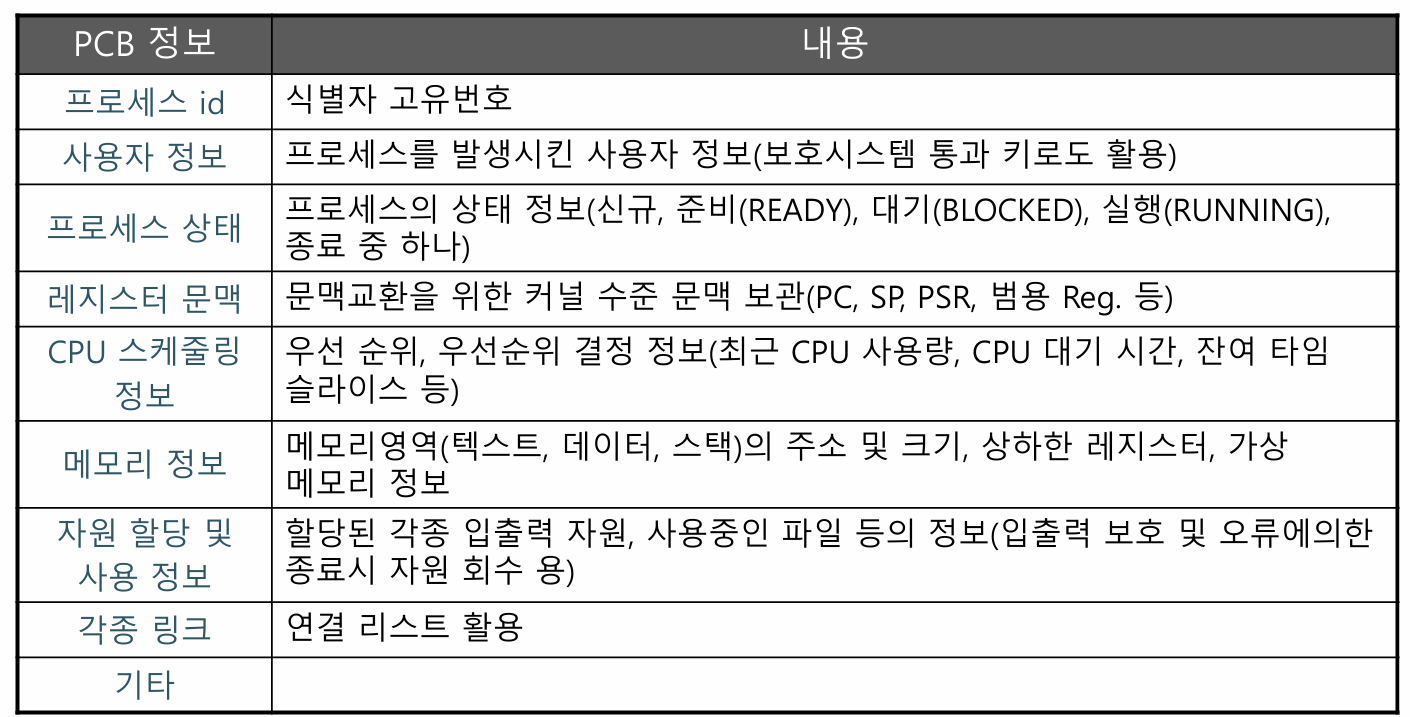 PCB 정보 내용
프로세스 id 식별자 고유번호
사용자 정보 프로세스를 발생시킨 사용자 정보(보호시스템 통과 키로도 활용)
프로세스 상태 프로세스의 상태 정보(신규, 준비(READY), 대기(BLOCKED), 실행(RUNNING),
종료 중 하나)
레지스터 문맥 문맥교환을 위한 커널 수준 문맥 보관(PC, SP, PSR, 범용 Reg. 등)
CPU 스케줄링
정보
우선 순위, 우선순위 결정 정보(최근 CPU 사용량, CPU 대기 시간, 잔여 타임
슬라이스 등)
메모리 정보 메모리영역(텍스트, 데이터, 스택)의 주소 및 크기, 상하한 레지스터, 가상
메모리 정보
자원 할당 및
사용 정보
할당된 각종 입출력 자원, 사용중인 파일 등의 정보(입출력 보호 및 오류에의한
종료시 자원 회수 용)
각종 링크 연결 리스트 활용
기타